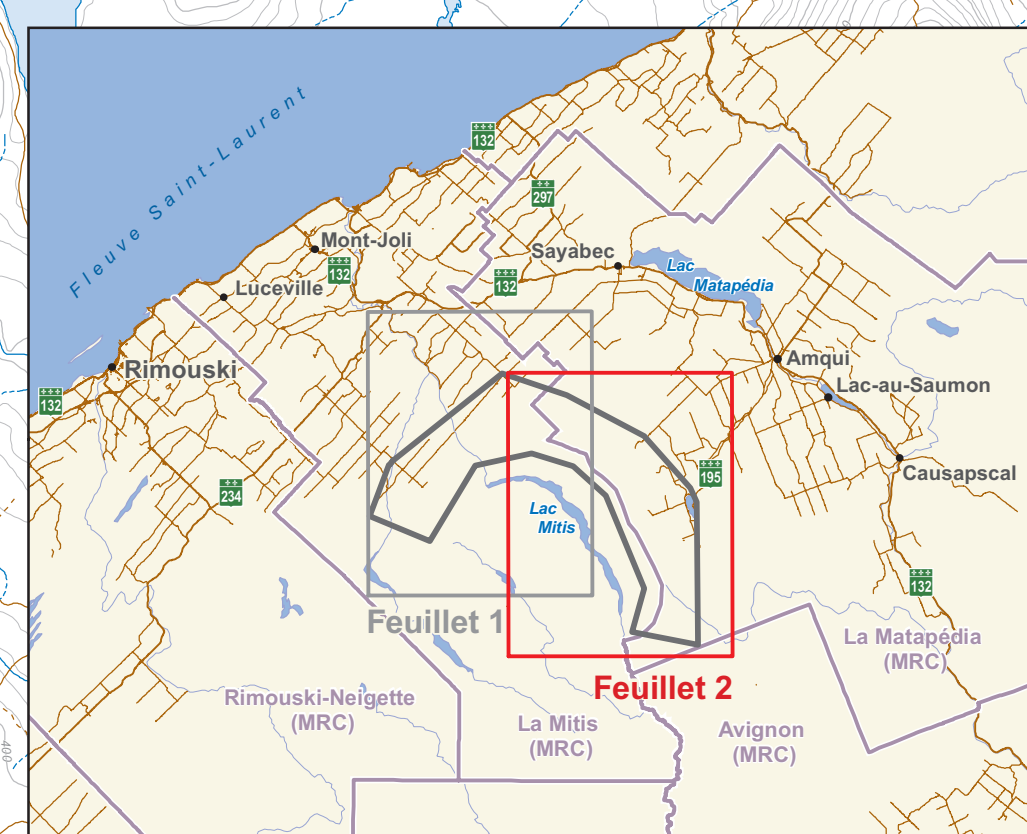 Fleuve Saint-Laurent
132
297
Mont-Joli
Sayabec
132
132
Lac
Matapédia
Luceville
Rimouski
Amqui
Lac-au-Saumon
132
Causapscal
195
234
Lac
Mitis
132
Feuillet 1
La Matapédia
(MRC)
Feuillet 2
Rimouski-Neigette
(MRC)
La Mitis
(MRC)
Avignon
(MRC)
400